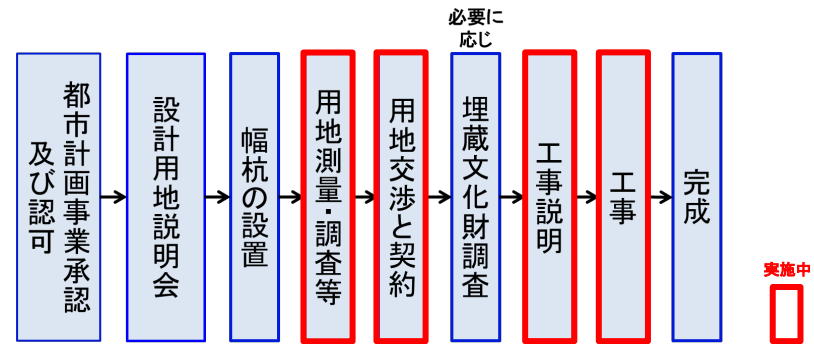 都市計画事業承認
及び認可
設計用地説明会
幅杭の設置
用地測量・調査等
用地交渉と契約
必要に
応じ
埋蔵文化財調査
工事説明
工事
完成
実施中